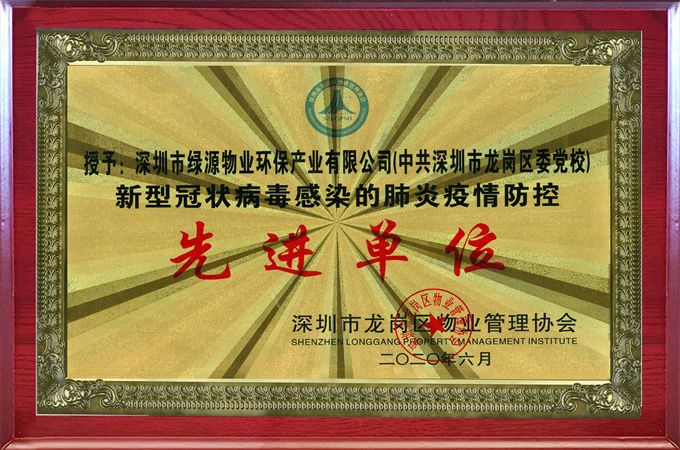 授予：深圳市绿源物业环保产业有限公司(中共深圳市龙岗区委党校)
新型冠状病毒感染的肺炎疫情防控
先进单位
深圳市龙岗区物业管理协会
SHENZHEN LONGGANG PROPERTY MANAGEMENT INSTITUTE
二〇二〇年六月